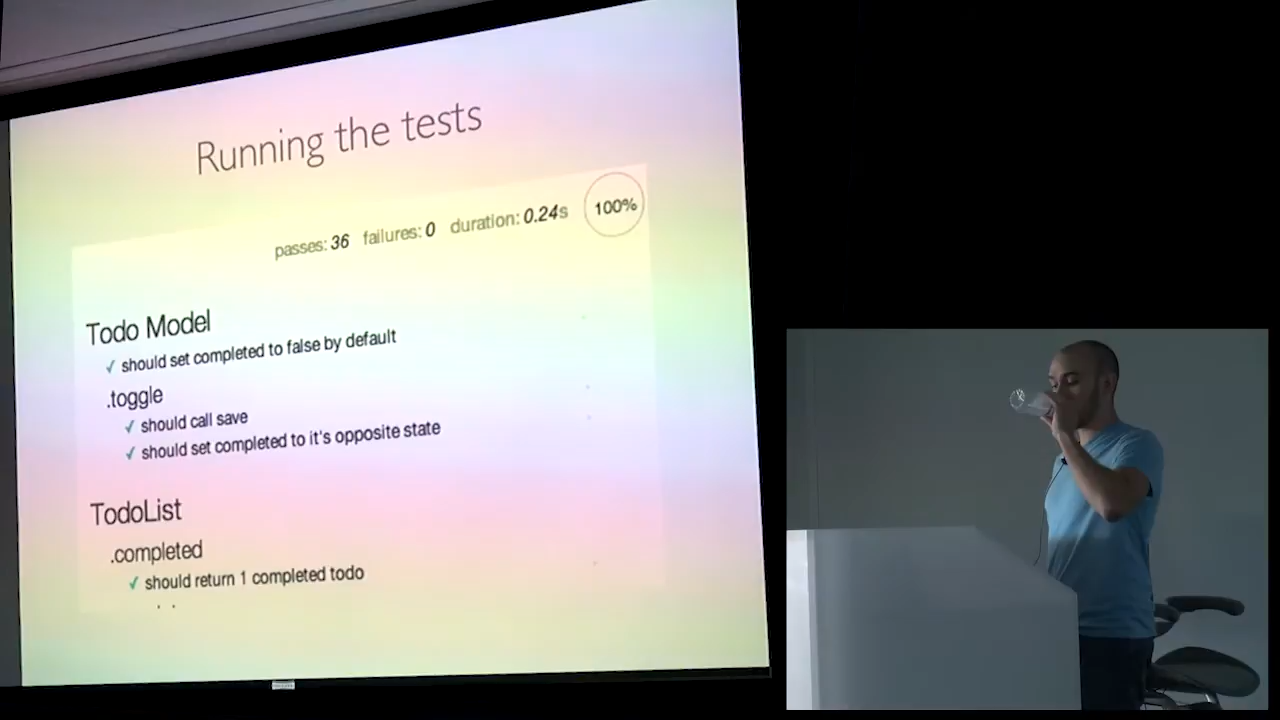 Running the tests
passes: 36 failures: 0 duration: 0.24s 100%
Todo Model
✓ should set completed to false by default
.toggle
✓ should call save
✓ should set completed to it's opposite state
TodoList
.completed
✓ should return 1 completed todo